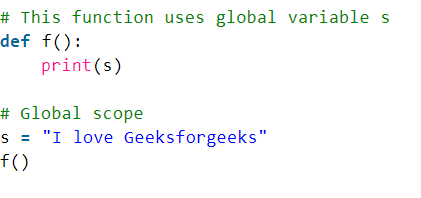 # This function uses global variable s
def f():
    print(s)
# Global scope
s = "I love Geeksforgeeks"
f()